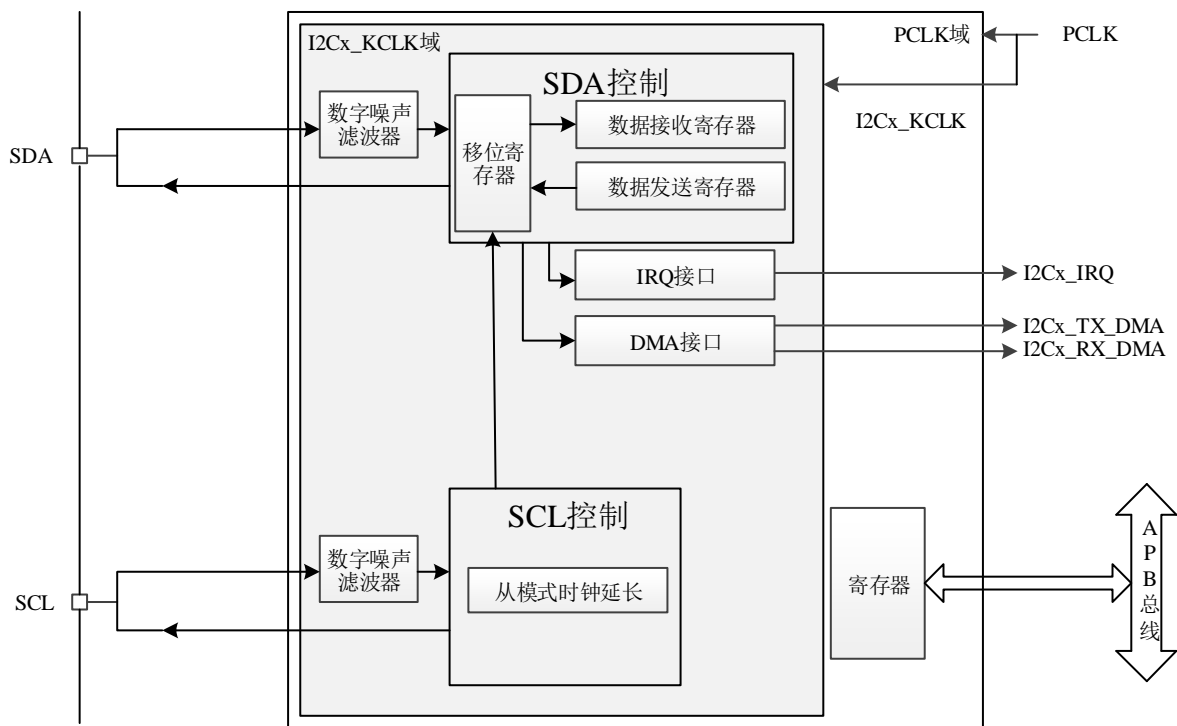 I2Cx_KCLK域
PCLK域
PCLK
SDA控制
I2Cx_KCLK
数字噪声
滤波器
数据接收寄存器
移位寄
存器
数据发送寄存器
SDA
IRQ接口
I2Cx_IRQ
DMA接口
I2Cx_TX_DMA
I2Cx_RX_DMA
SCL控制
数字噪声
滤波器
从模式时钟延长
SCL
寄存器
A
P
B
总
线